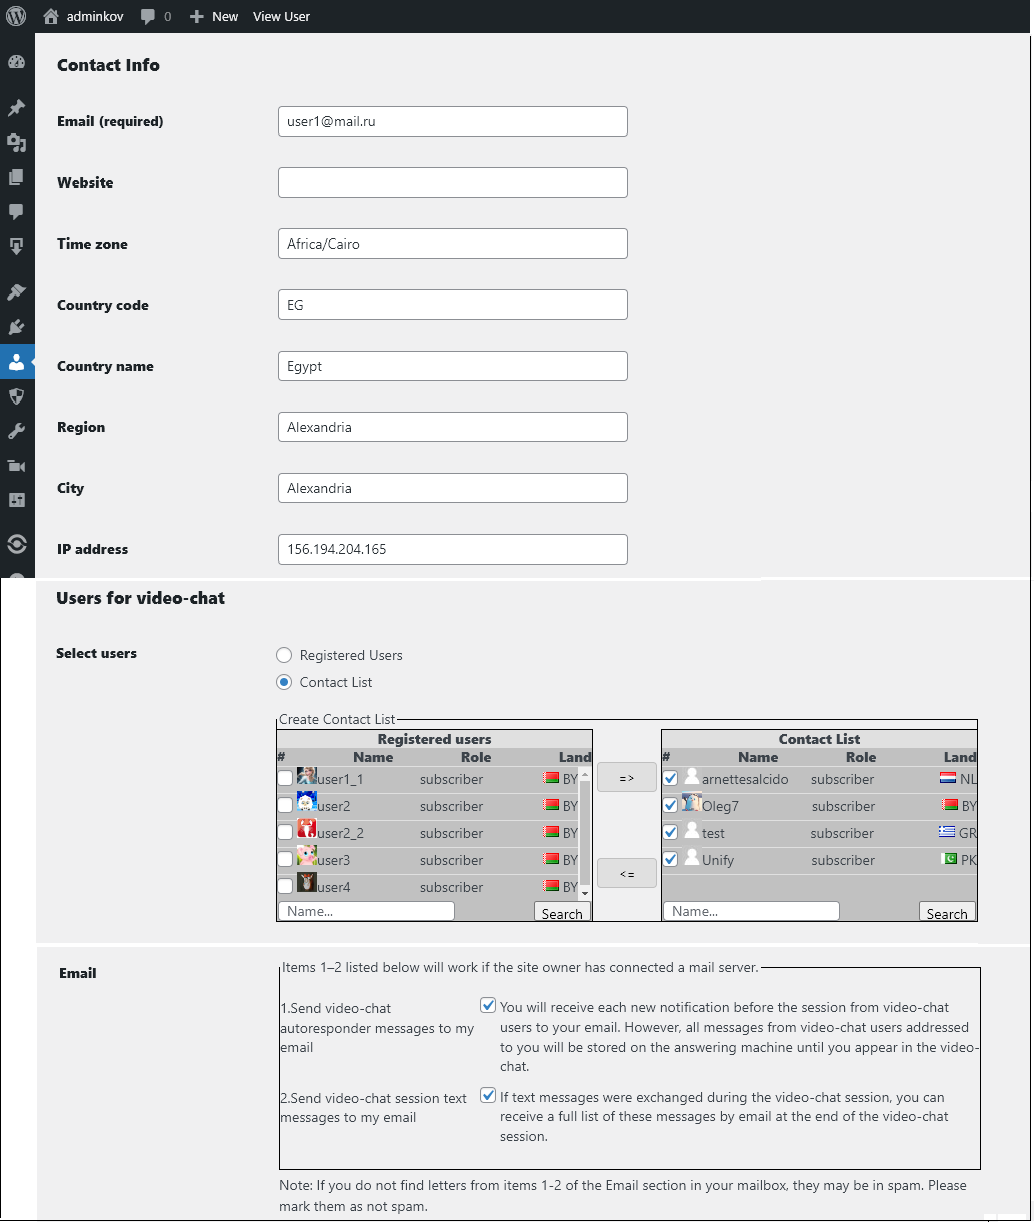 adminkov 0 New View User
Contact Info
Email (required) user1@mail.ru
Website
Time zone Africa/Cairo
Country code EG
Country name Egypt
Region Alexandria
City Alexandria
IP address 156.194.204.165
Users for video-chat
Select users Registered Users
Contact List
Create Contact List
Registered users
# Name Role Land
user1_1 subscriber BY
user2 subscriber BY
user2_2 subscriber BY
user3 subscriber BY
user4 subscriber BY
Name... Search
=>
<=
Contact List
# Name Role Land
arnettesalcido subscriber NL
Oleg7 subscriber BY
test subscriber GR
Unify subscriber PK
Name... Search
Email
Items 1–2 listed below will work if the site owner has connected a mail server.
1.Send video-chat
autoresponder messages to my
email
You will receive each new notification before the session from video-chat
users to your email. However, all messages from video-chat users addressed
to you will be stored on the answering machine until you appear in the video-
chat.
2.Send video-chat session text
messages to my email
If text messages were exchanged during the video-chat session, you can
receive a full list of these messages by email at the end of the video-chat
session.
Note: If you do not find letters from items 1-2 of the Email section in your mailbox, they may be in spam. Please
mark them as not spam.